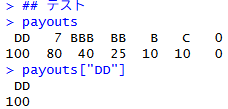 > ## テスト
> payouts
DD 7 BBB BB B C 0
100 80 40 25 10 10 0
> payouts["DD"]
DD
100